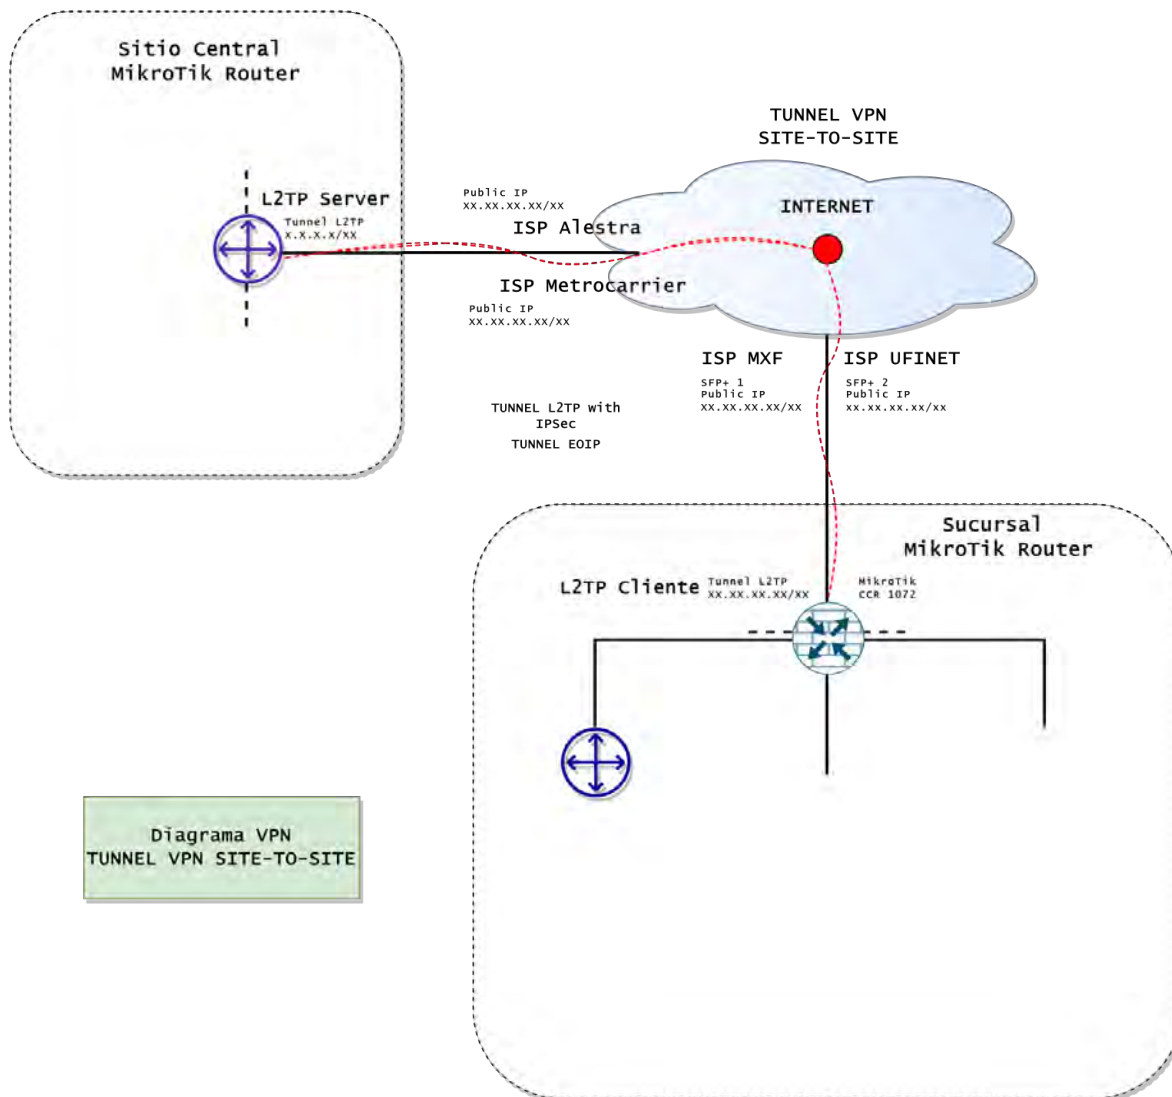 Sitio Central
MikroTik Router
TUNNEL VPN
SITE-TO-SITE
L2TP Server
Tunnel L2TP
x.x.x.x/xx
Public IP
xx.xx.xx.xx/xx
ISP Alestra
INTERNET
ISP Metrocarrier
Public IP
xx.xx.xx.xx/xx
ISP MXF
SFP+ 1
Public IP
xx.xx.xx.xx/xx
ISP UFINET
SFP+ 2
Public IP
xx.xx.xx.xx/xx
TUNNEL L2TP with
IPSec
TUNNEL EOIP
Sucursal
MikroTik Router
L2TP Cliente
Tunnel L2TP
xx.xx.xx.xx/xx
MikroTik
CCR 1072
Diagrama VPN
TUNNEL VPN SITE-TO-SITE